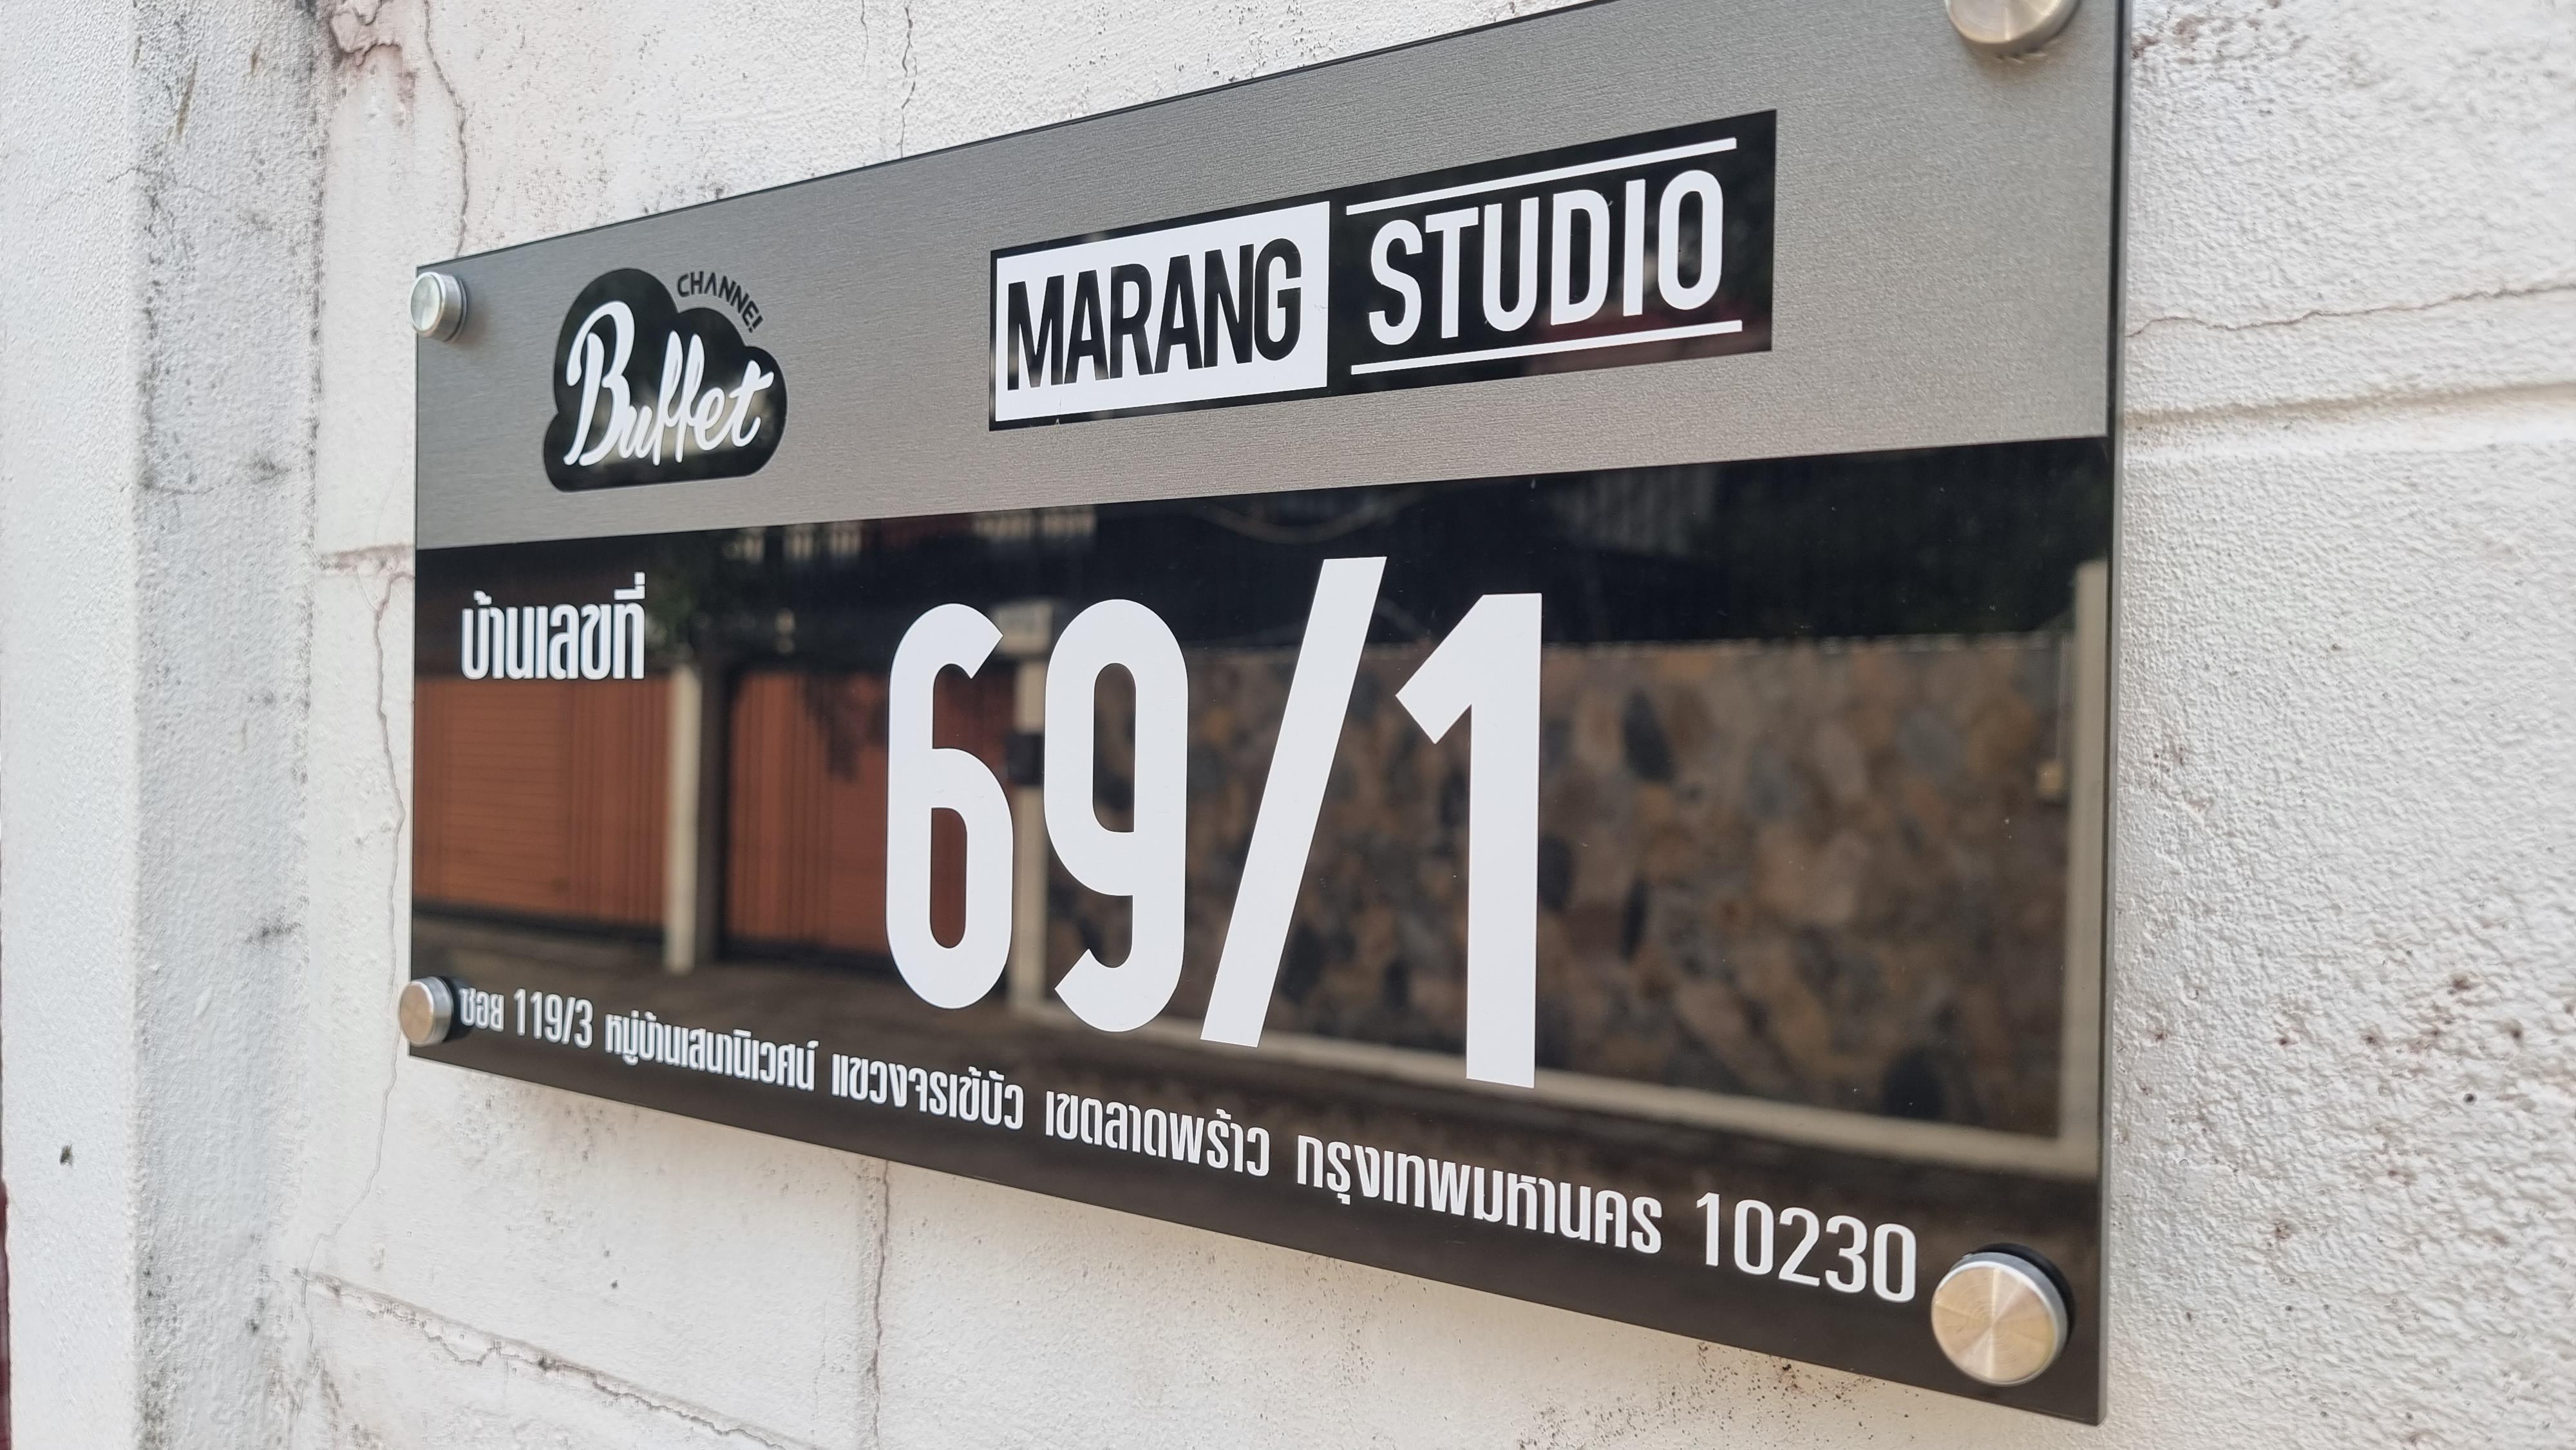 CHANNEL
Buffet
MARANG STUDIO
บ้านเลขที่
69/1
ซอย 119/3 หมู่บ้านเสนานิเวศน์ แขวงจรเข้บัว เขตลาดพร้าว กรุงเทพมหานคร 10230